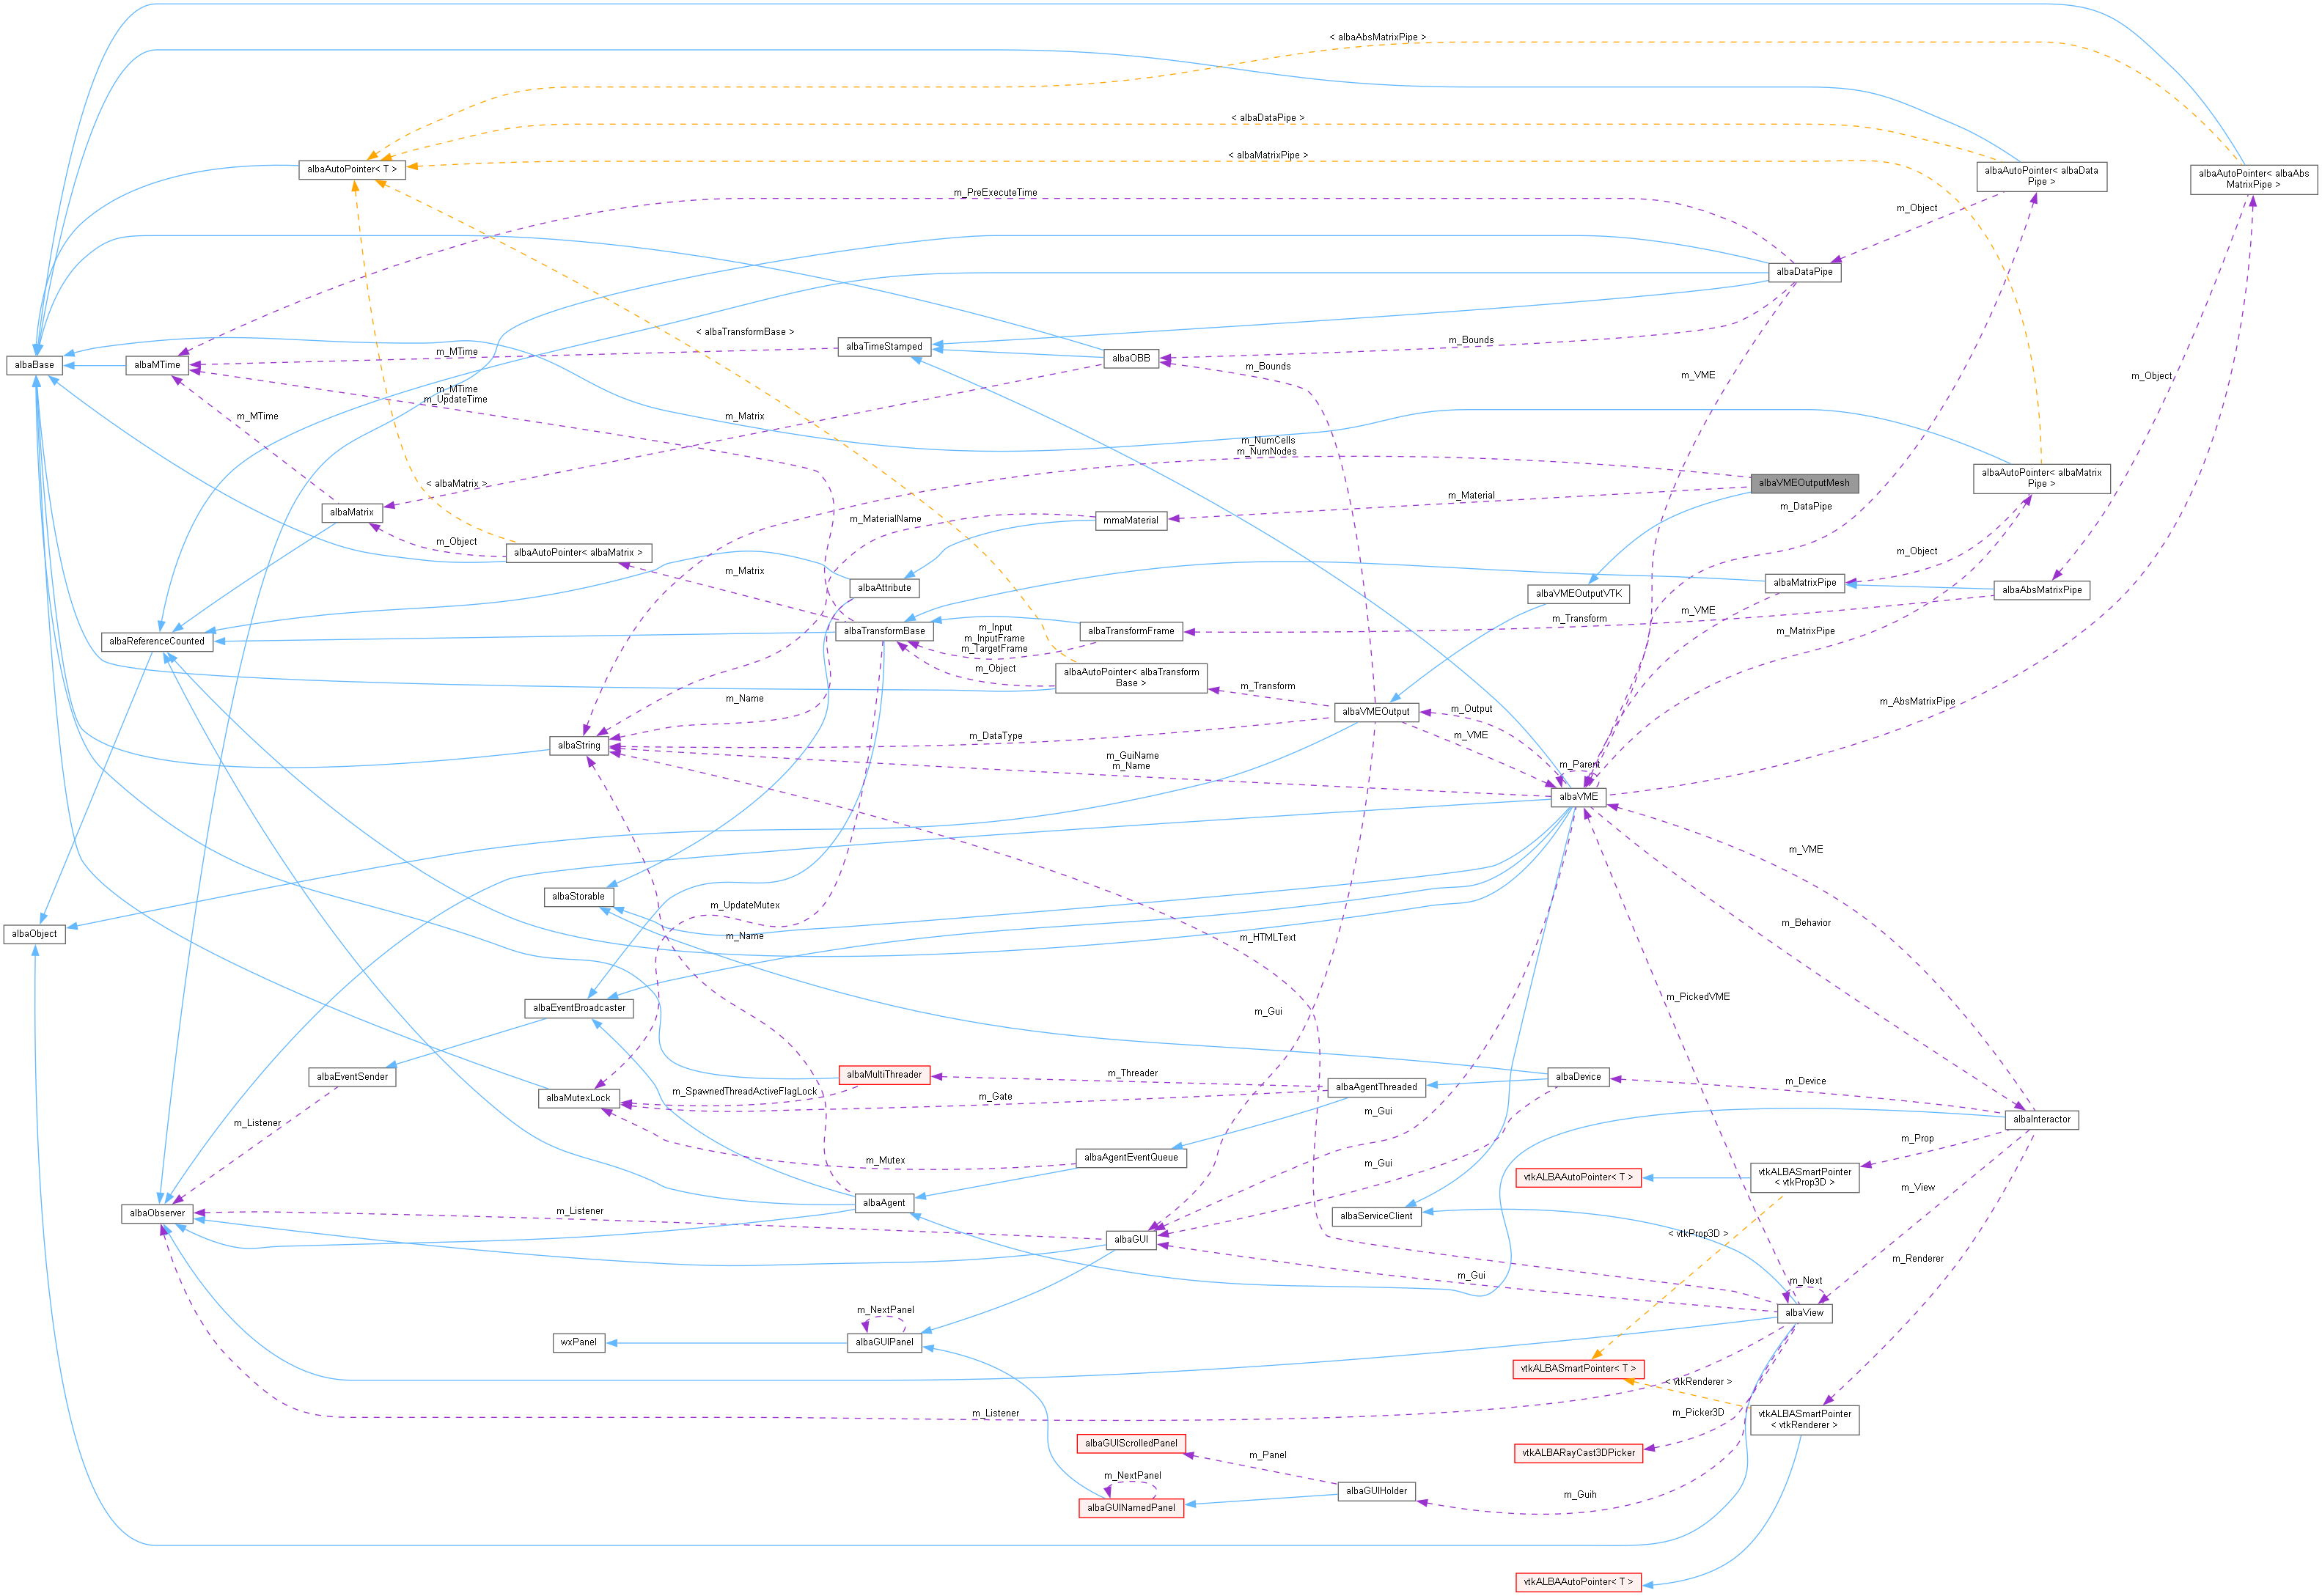 < albaAbsMatrixPipe >
< albaDataPipe >
< albaMatrixPipe >
albaAutoPointer< T >
albaAutoPointer< albaData
Pipe >
albaAutoPointer< albaAbs
MatrixPipe >
m_PreExecuteTime
m_Object
albaDataPipe
< albaTransformBase >
albaTimeStamped
m_MTime
albaOBB
m_Bounds
albaBase
albaMTime
m_Bounds
m_VME
m_Object
m_MTime
m_UpdateTime
m_MTime
m_Matrix
m_NumCells
m_NumNodes
albaAutoPointer< albaMatrix
Pipe >
albaVMEOutputMesh
< albaMatrix >
m_Material
m_DataPipe
albaMatrix
m_MaterialName
mmaMaterial
m_Object
albaAutoPointer< albaMatrix >
m_Object
m_Matrix
albaAttribute
albaMatrixPipe
albaAbsMatrixPipe
albaVMEOutputVTK
m_VME
m_Transform
albaReferenceCounted
albaTransformBase
m_Input
m_InputFrame
m_TargetFrame
albaTransformFrame
m_MatrixPipe
m_Object
albaAutoPointer< albaTransform
Base >
m_Transform
m_Name
m_AbsMatrixPipe
albaVMEOutput
m_Output
m_DataType
m_VME
albaString
m_GuiName
m_Name
m_Parent
albaVME
m_VME
albaStorable
m_UpdateMutex
m_Behavior
albaObject
m_Name
m_HTMLText
m_PickedVME
albaEventBroadcaster
m_Gui
albaEventSender
albaMultiThreader
m_Threader
albaAgentThreaded
albaDevice
m_Device
m_SpawnedThreadActiveFlagLock
albaMutexLock
m_Gate
m_Gui
albaInteractor
m_Listener
m_Prop
m_Mutex
albaAgentEventQueue
m_Gui
vtkALBAAutoPointer< T >
vtkALBASmartPointer
< vtkProp3D >
m_View
albaObserver
m_Listener
albaAgent
albaServiceClient
albaGUI
< vtkProp3D >
m_Renderer
m_Gui
m_Next
m_NextPanel
albaView
wxPanel
albaGUIPanel
vtkALBASmartPointer< T >
< vtkRenderer >
m_Listener
m_Picker3D
vtkALBASmartPointer
< vtkRenderer >
albaGUIScrolledPanel
m_Panel
vtkALBARayCast3DPicker
m_NextPanel
albaGUIHolder
m_Guih
albaGUINamedPanel
vtkALBAAutoPointer< T >